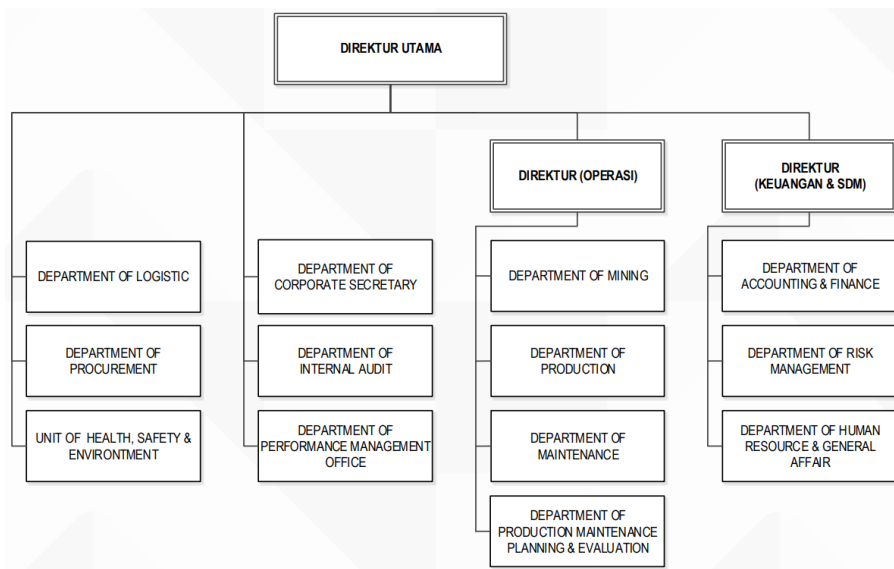 DIREKTUR UTAMA
DIREKTUR (OPERASI)
DIREKTUR
(KEUANGAN & SDM)
DEPARTMENT OF LOGISTIC
DEPARTMENT OF
PROCUREMENT
UNIT OF HEALTH, SAFETY &
ENVIRONTMENT
DEPARTMENT OF
CORPORATE SECRETARY
DEPARTMENT OF
INTERNAL AUDIT
DEPARTMENT OF
PERFORMANCE MANAGEMENT
OFFICE
DEPARTMENT OF MINING
DEPARTMENT OF
PRODUCTION
DEPARTMENT OF
MAINTENANCE
DEPARTMENT OF
PRODUCTION MAINTENANCE
PLANNING & EVALUATION
DEPARTMENT OF
ACCOUNTING & FINANCE
DEPARTMENT OF RISK
MANAGEMENT
DEPARTMENT OF HUMAN
RESOURCE & GENERAL
AFFAIR